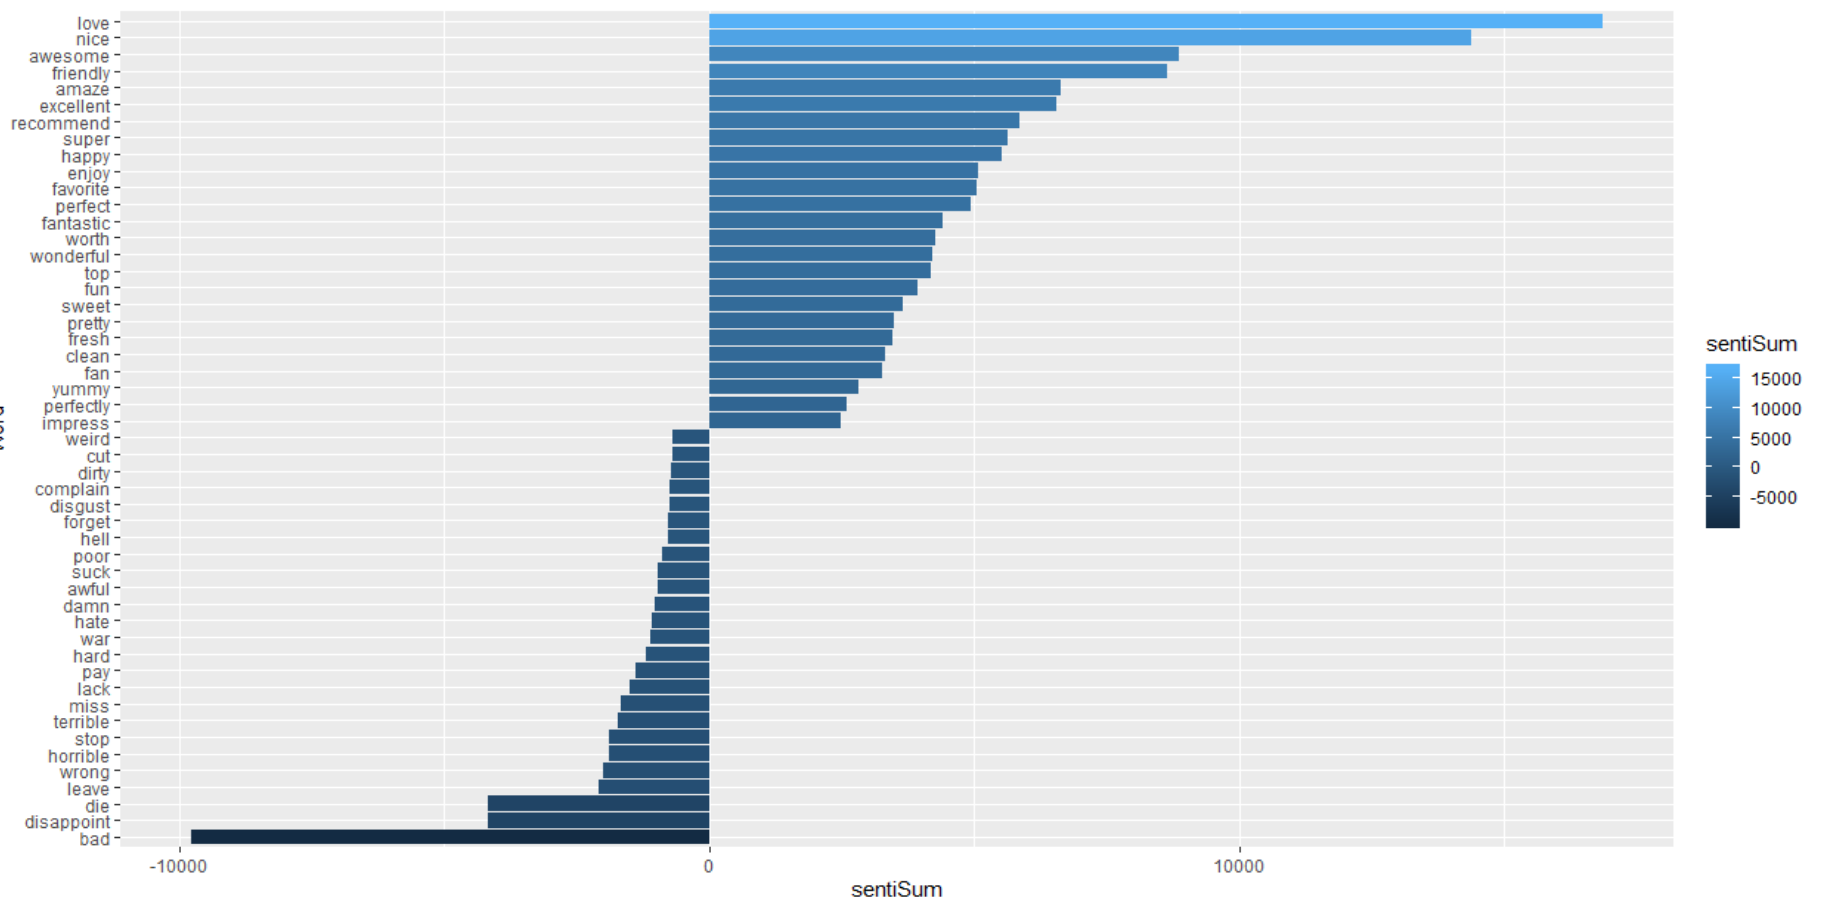 love
nice
awesome
friendly
amaze
excellent
recommend
super
happy
enjoy
favorite
perfect
fantastic
worth
wonderful
top
fun
sweet
pretty
fresh
clean
fan
yummy
perfectly
impress
weird
cut
dirty
complain
disgust
forget
hell
poor
suck
awful
damn
hate
war
hard
pay
lack
miss
terrible
stop
horrible
wrong
leave
die
disappoint
bad
-10000 0 10000
sentiSum
sentiSum
15000
10000
5000
0
-5000